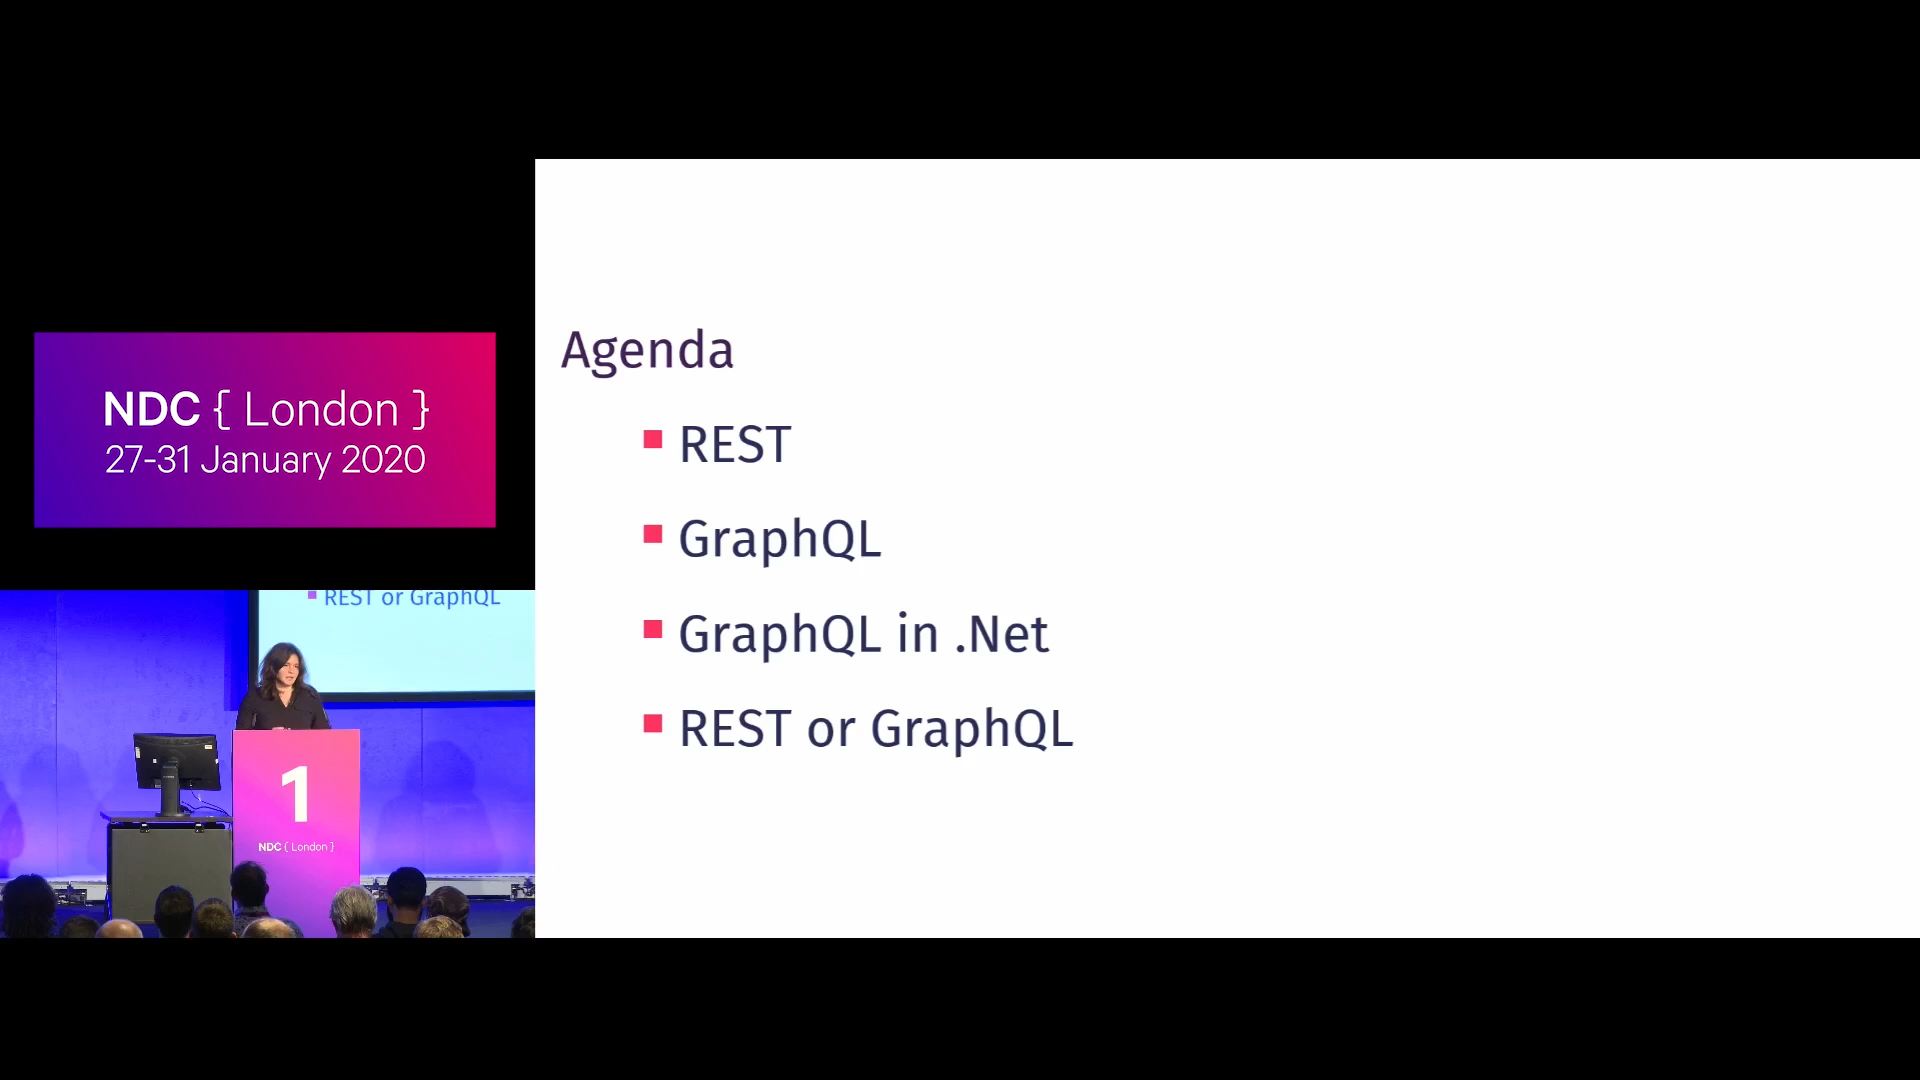 NDC { London }
27-31 January 2020
Agenda
REST
GraphQL
GraphQL in .Net
REST or GraphQL
REST or GraphQL
1
NDC { London }